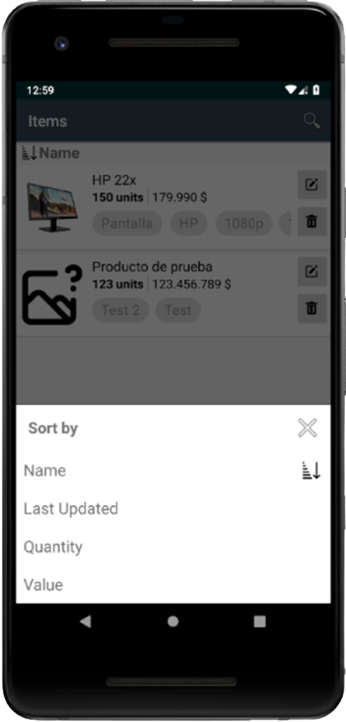 12:59
Items
Name
HP 22x
150 units 179.990 $
Pantalla HP 1080p
Producto de prueba
123 units 123.456.789 $
Test 2 Test
Sort by
Name
Last Updated
Quantity
Value